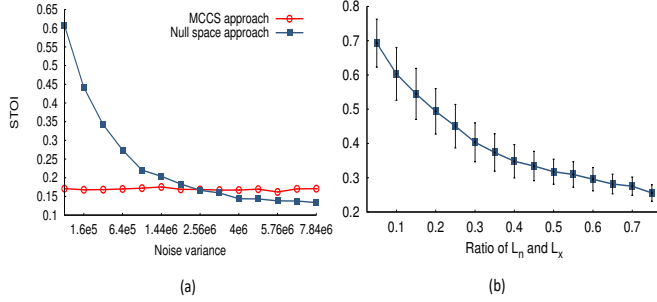 MCCS approach
Null space approach
STOI
0.65
0.6
0.55
0.5
0.45
0.4
0.35
0.3
0.25
0.2
0.15
0.1
1.6e5 6.4e5 1.44e6 2.56e6 4e6 5.76e6 7.84e6
Noise variance
(a)
0.8
0.7
0.6
0.5
0.4
0.3
0.2
0.1 0.2 0.3 0.4 0.5 0.6 0.7
Ratio of Ln and Lx
(b)